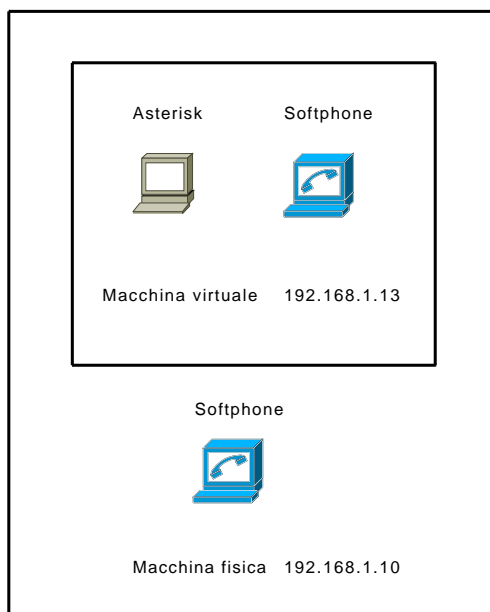 Asterisk Softphone
Macchina virtuale 192.168.1.13
Softphone
Macchina fisica 192.168.1.10